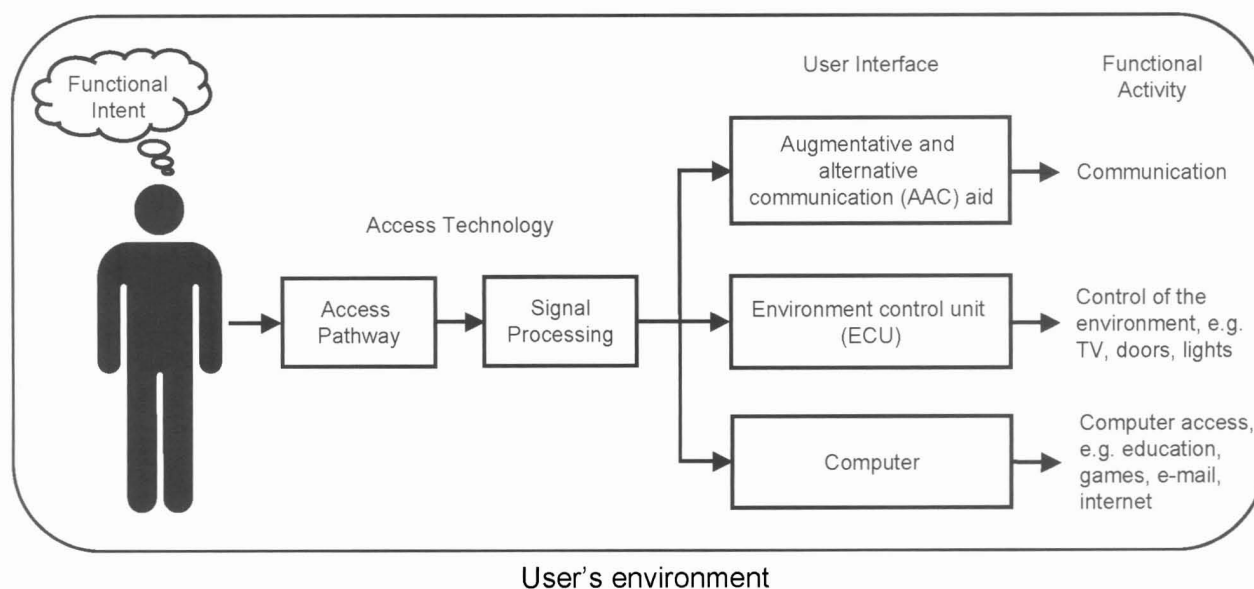 Functional
Intent
Access Technology
Access
Pathway
Signal
Processing
User Interface
Augmentative and
alternative
communication (AAC) aid
Environment control unit
(ECU)
Computer
Functional
Activity
Communication
Control of the
environment, e.g.
TV, doors, lights
Computer access,
e.g. education,
games, e-mail,
internet
User's environment